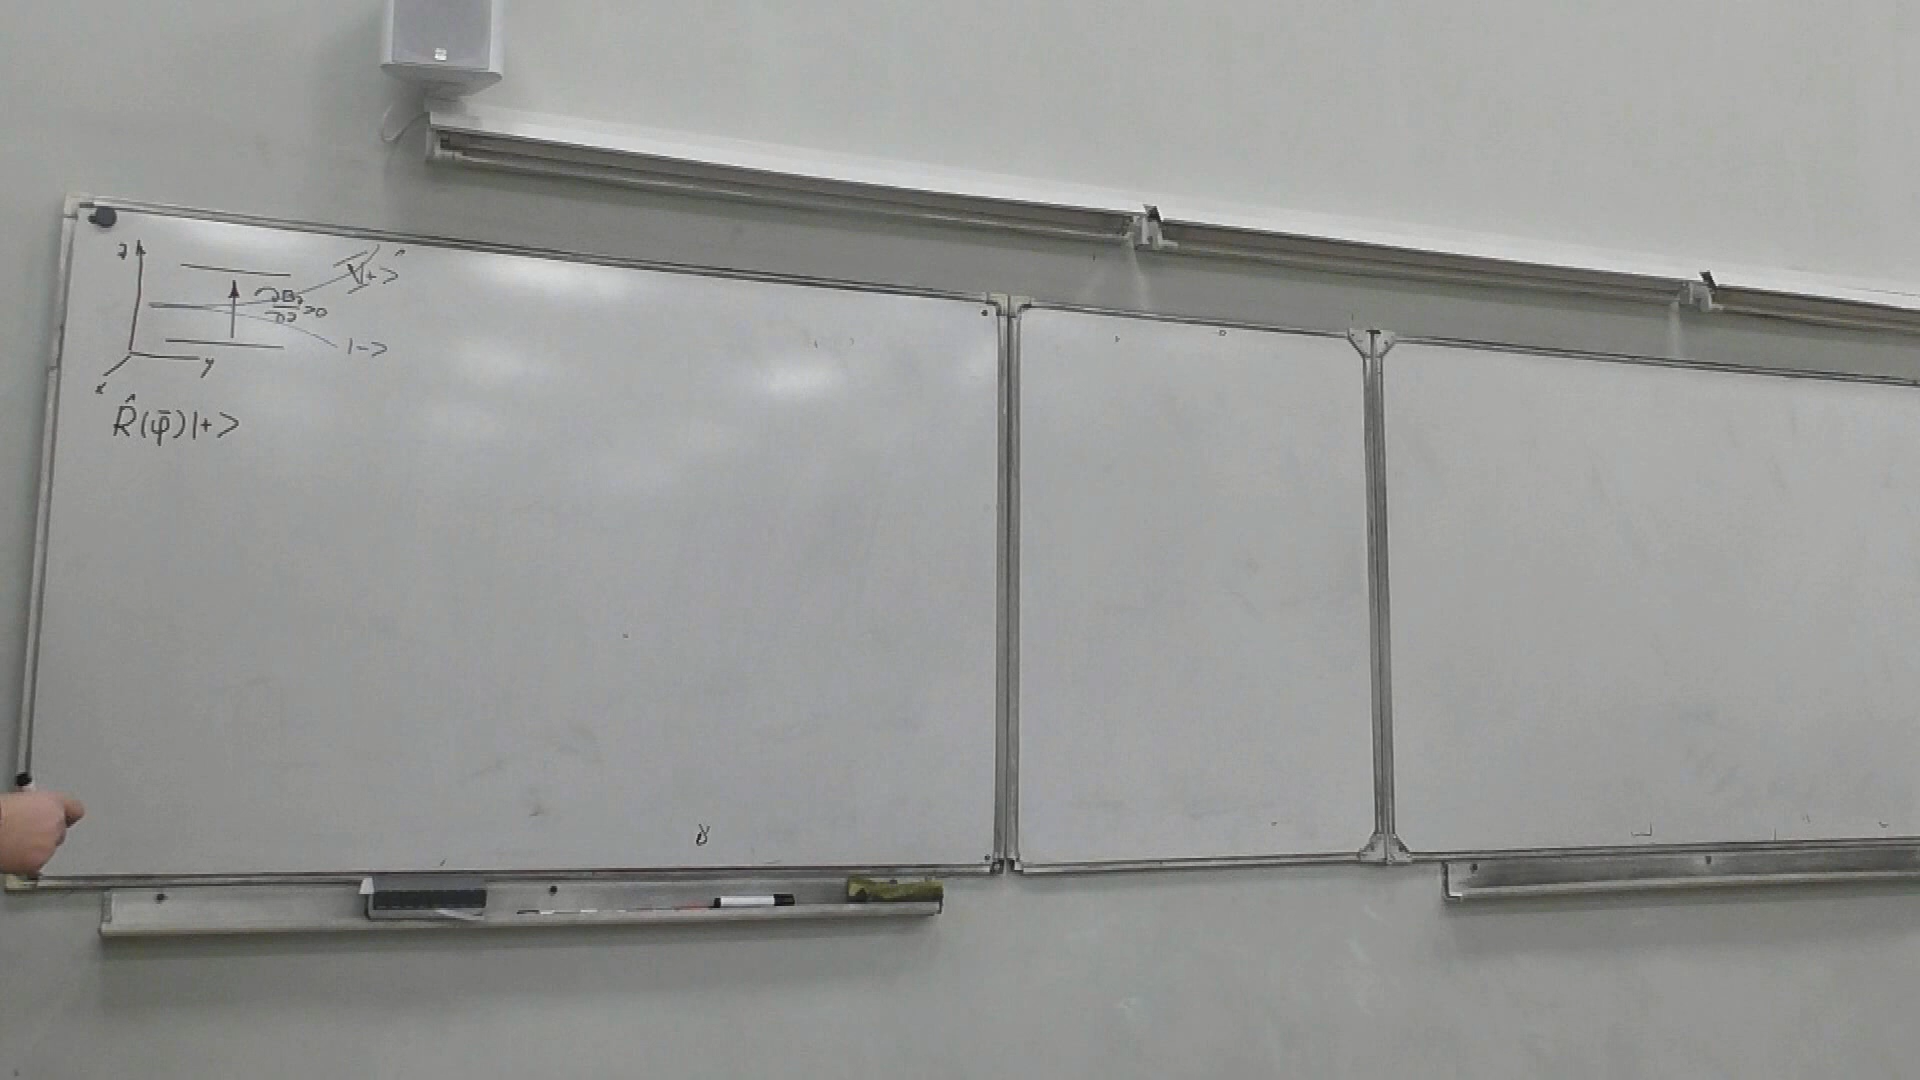 z
|+>
∂B_z/∂z >0
|->
y
x
R̂(φ̄)|+>